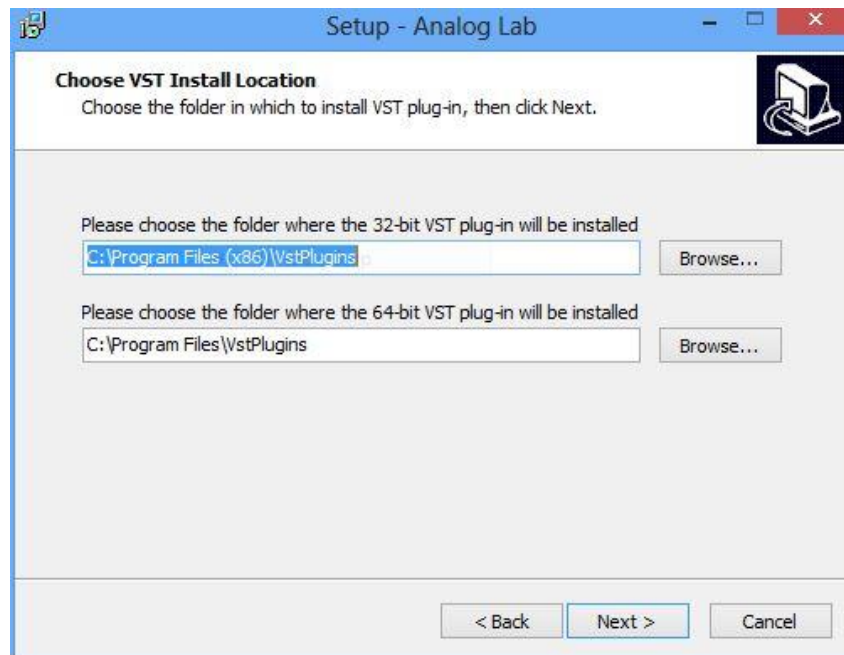 Setup - Analog Lab
Choose VST Install Location
Choose the folder in which to install VST plug-in, then click Next.
Please choose the folder where the 32-bit VST plug-in will be installed
C:\Program Files (x86)\VstPlugins
Browse...
Please choose the folder where the 64-bit VST plug-in will be installed
C:\Program Files\VstPlugins
Browse...
< Back
Next >
Cancel